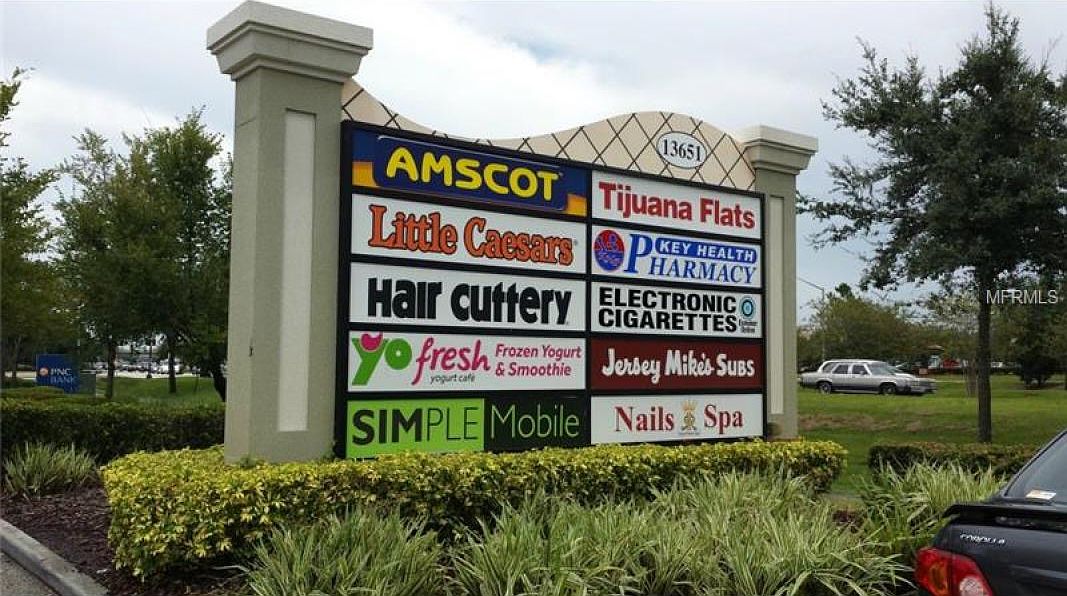 13651
AMSCOT
Tijuana Flats
Little Caesars®
KEY HEALTH
PHARMACY
Hair Cuttery
ELECTRONIC
CIGARETTES
yo fresh
yogurt café
Frozen Yogurt
& Smoothie
Jersey Mike's Subs
SIMPLE Mobile
Nails Spa
PNC
BANK
MFRMLS
COROLLA